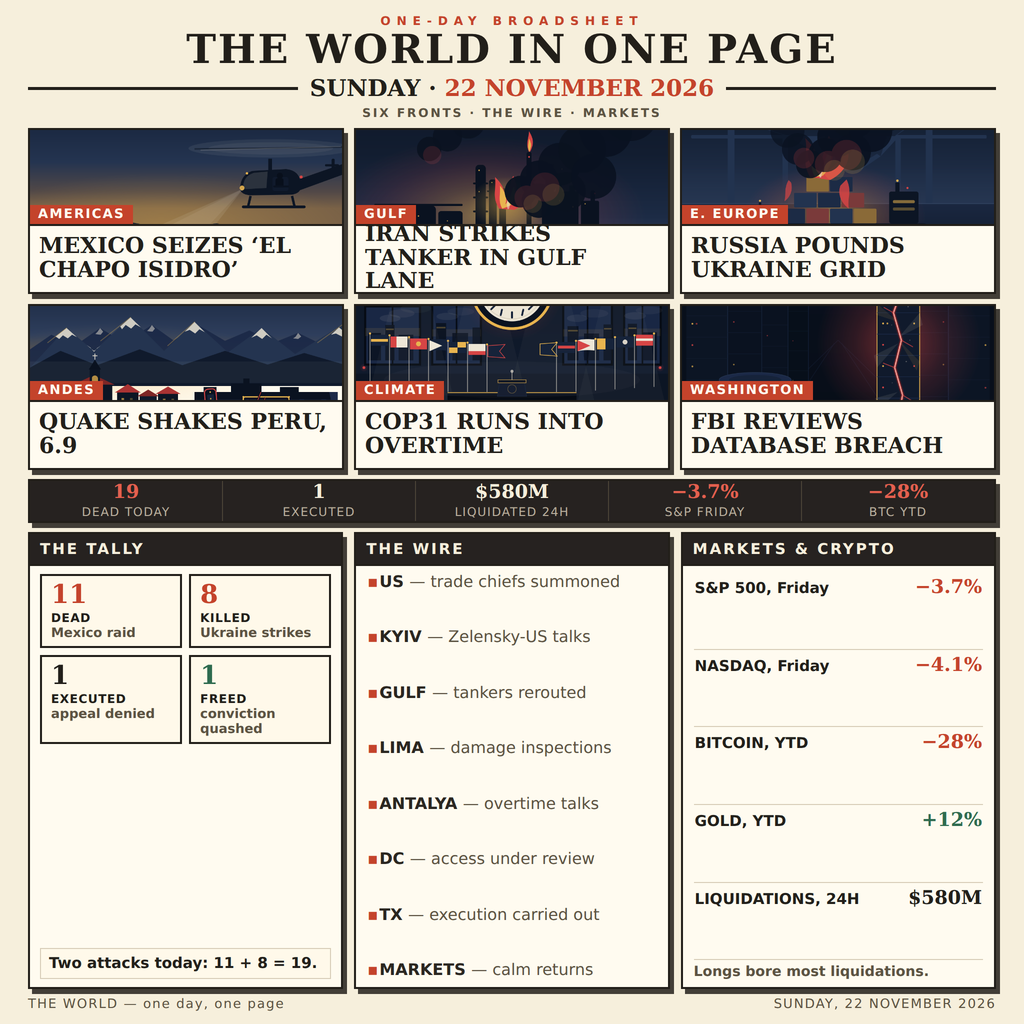 ONE-DAY BROADSHEET
THE WORLD IN ONE PAGE
SUNDAY · 22 NOVEMBER 2026
SIX FRONTS · THE WIRE · MARKETS
AMERICAS
MEXICO SEIZES ‘EL
CHAPO ISIDRO’
GULF
IRAN STRIKES
TANKER IN GULF
LANE
E. EUROPE
RUSSIA POUNDS
UKRAINE GRID
ANDES
QUAKE SHAKES PERU,
6.9
CLIMATE
COP31 RUNS INTO
OVERTIME
WASHINGTON
FBI REVIEWS
DATABASE BREACH
19
DEAD TODAY
1
EXECUTED
$580M
LIQUIDATED 24H
−3.7%
S&P FRIDAY
−28%
BTC YTD
THE TALLY
11
DEAD
Mexico raid
8
KILLED
Ukraine strikes
1
EXECUTED
appeal denied
1
FREED
conviction
quashed
Two attacks today: 11 + 8 = 19.
THE WIRE
■US — trade chiefs summoned
■KYIV — Zelensky-US talks
■GULF — tankers rerouted
■LIMA — damage inspections
■ANTALYA — overtime talks
■DC — access under review
■TX — execution carried out
■MARKETS — calm returns
MARKETS & CRYPTO
S&P 500, Friday −3.7%
NASDAQ, Friday −4.1%
BITCOIN, YTD −28%
GOLD, YTD +12%
LIQUIDATIONS, 24H $580M
Longs bore most liquidations.
THE WORLD — one day, one page
SUNDAY, 22 NOVEMBER 2026